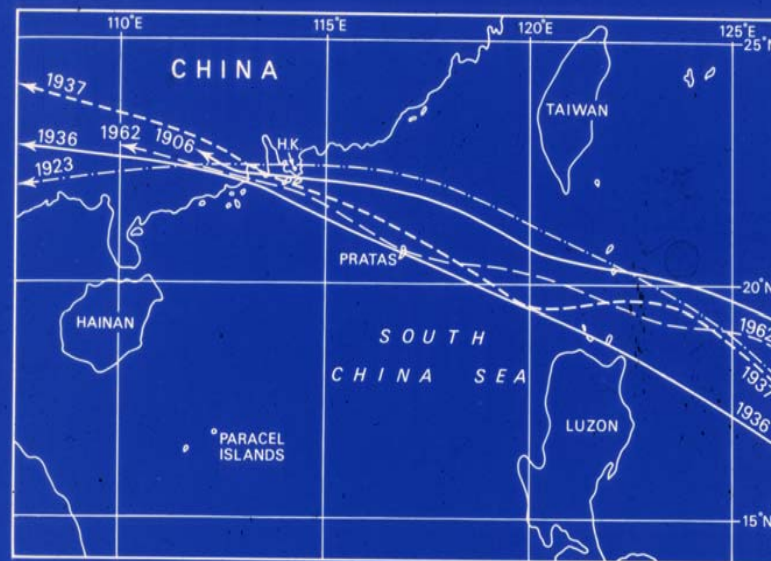 110°E
115°E
120°E
125°E
25°N
CHINA
1937
1962
1906
1936
1923
H.K.
TAIWAN
PRATAS
20°N
HAINAN
SOUTH
CHINA SEA
1962
1937
1936
LUZON
PARACEL
ISLANDS
15°N